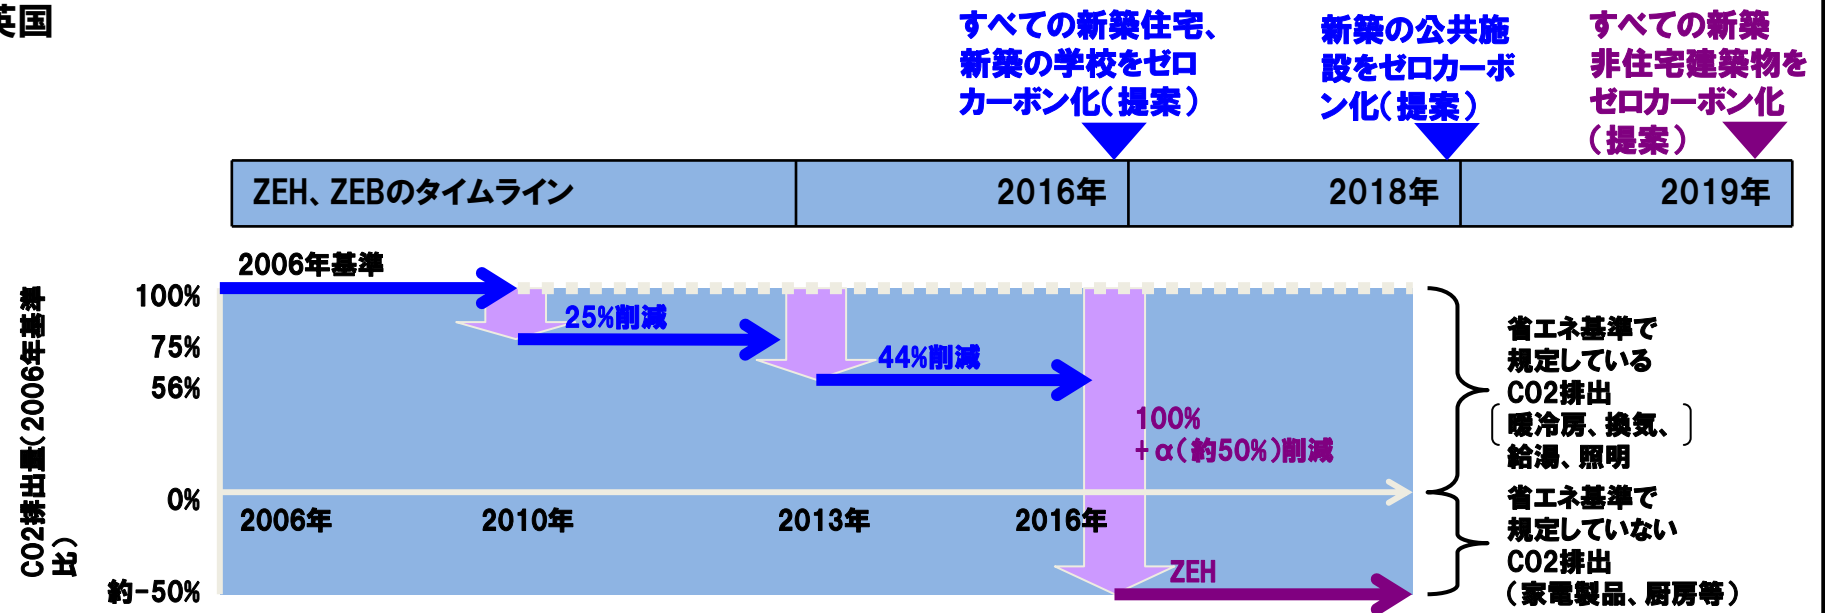 英国
すべての新築住宅、
新築の学校をゼロ
カーボン化（提案）
新築の公共施
設をゼロカーボ
ン化（提案）
すべての新築
非住宅建築物を
ゼロカーボン化
（提案）
ZEH、ZEBのタイムライン
2016年
2018年
2019年
CO2排出量（2006年基準
比）
2006年基準
100%
75%
56%
0%
約-50%
25%削減
44%削減
100%
+α（約50%）削減
2006年
2010年
2013年
2016年
ZEH
省エネ基準で
規定している
CO2排出
暖冷房、換気、
給湯、照明
省エネ基準で
規定していない
CO2排出
（家電製品、厨房等）